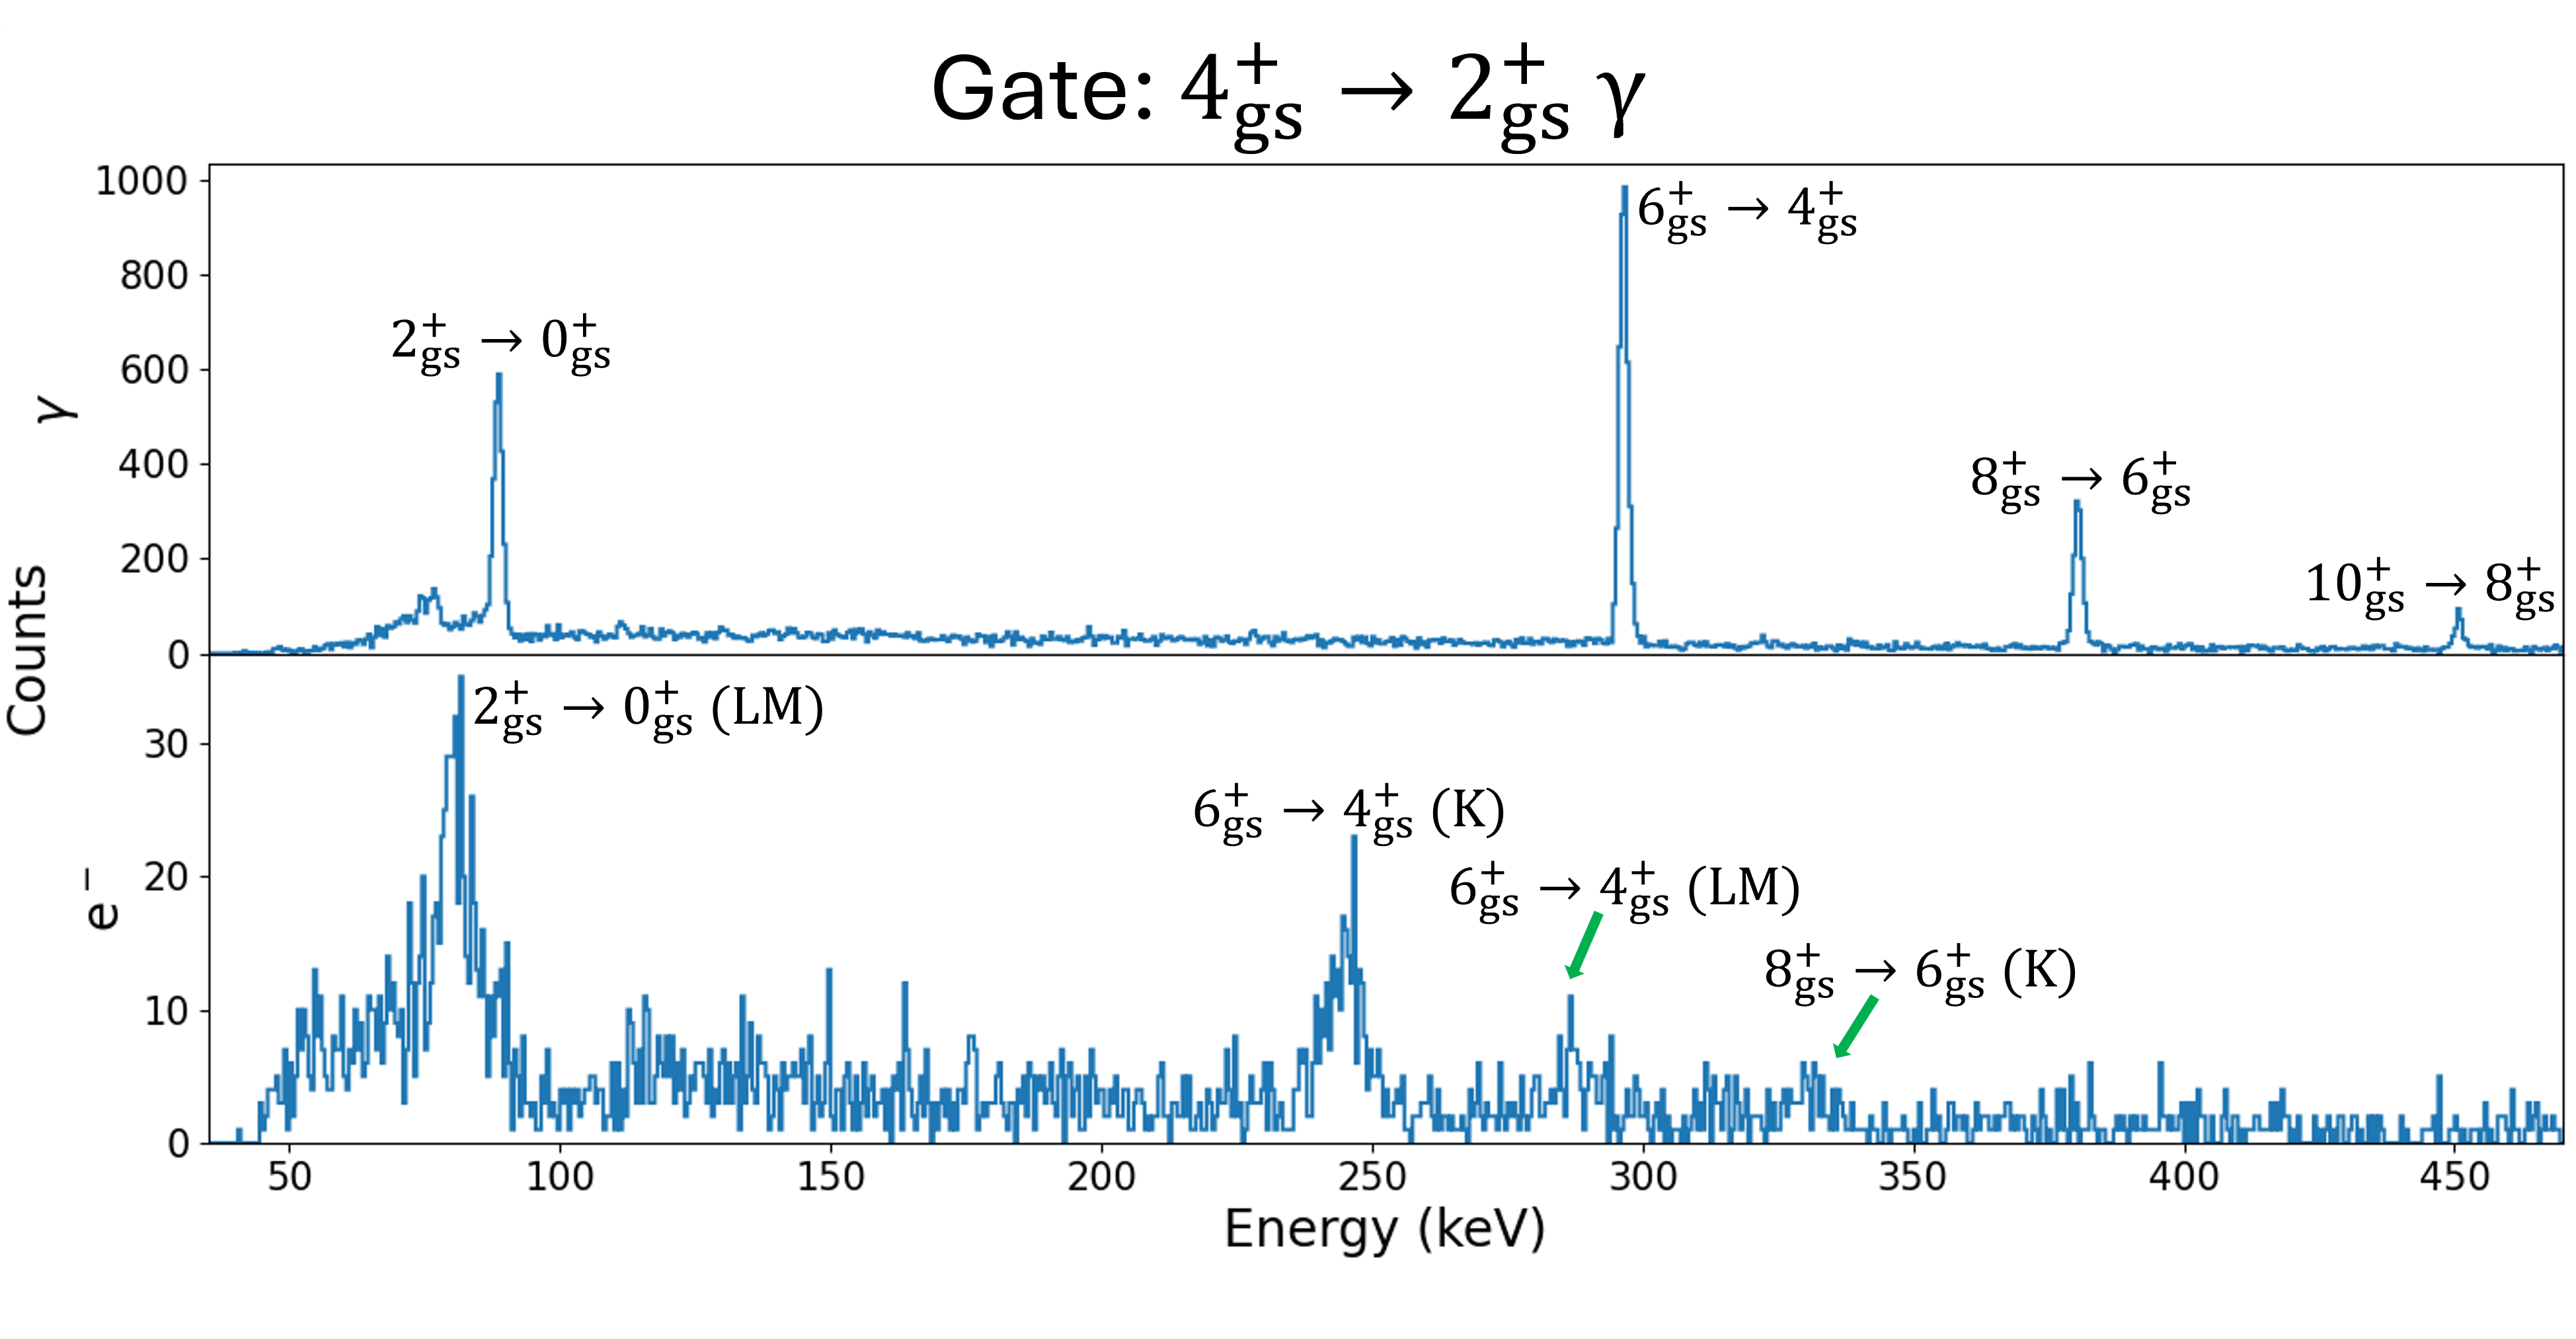 Gate: 4⁺gs → 2⁺gs γ
1000
800
600
400
200
0
γ
2⁺gs → 0⁺gs
6⁺gs → 4⁺gs
8⁺gs → 6⁺gs
10⁺gs → 8⁺gs
Counts
30
20
10
0
e⁻
2⁺gs → 0⁺gs (LM)
6⁺gs → 4⁺gs (K)
6⁺gs → 4⁺gs (LM)
8⁺gs → 6⁺gs (K)
50 100 150 200 250 300 350 400 450
Energy (keV)